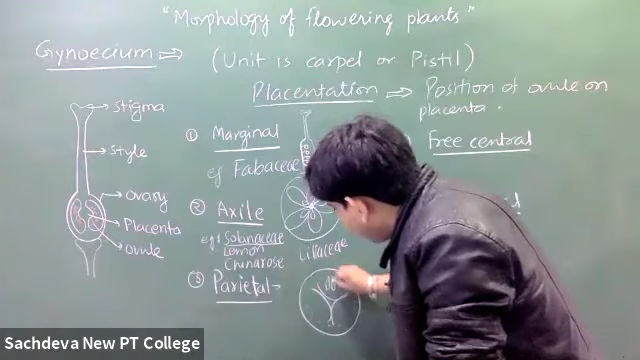 "Morphology of flowering plants"
Gynoecium ⇒ (Unit is carpel or Pistil)
Placentation ⇒ Position of ovule on
placenta.
stigma
style
ovary
Placenta
ovule
① Marginal
eg Fabaceae
② Axile
eg: Solanaceae
Lemon
Chinarose
Liliaceae
③ Parietal -
free central
Sachdeva New PT College